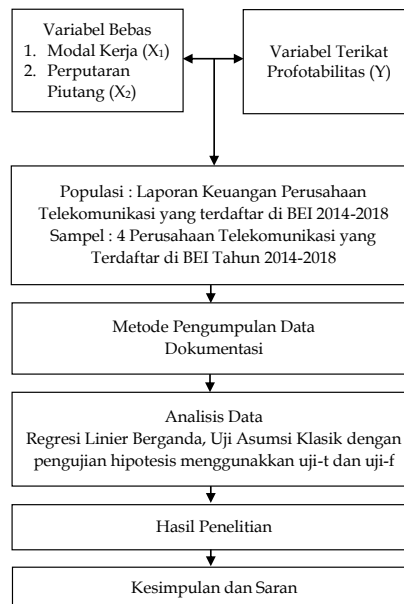 Variabel Bebas
1. Modal Kerja (X₁)
2. Perputaran
Piutang (X₂)
Variabel Terikat
Profotabilitas (Y)
Populasi : Laporan Keuangan Perusahaan
Telekomunikasi yang terdaftar di BEI 2014-2018
Sampel : 4 Perusahaan Telekomunikasi yang
Terdaftar di BEI Tahun 2014-2018
Metode Pengumpulan Data
Dokumentasi
Analisis Data
Regresi Linier Berganda, Uji Asumsi Klasik dengan
pengujian hipotesis menggunakkan uji-t dan uji-f
Hasil Penelitian
Kesimpulan dan Saran